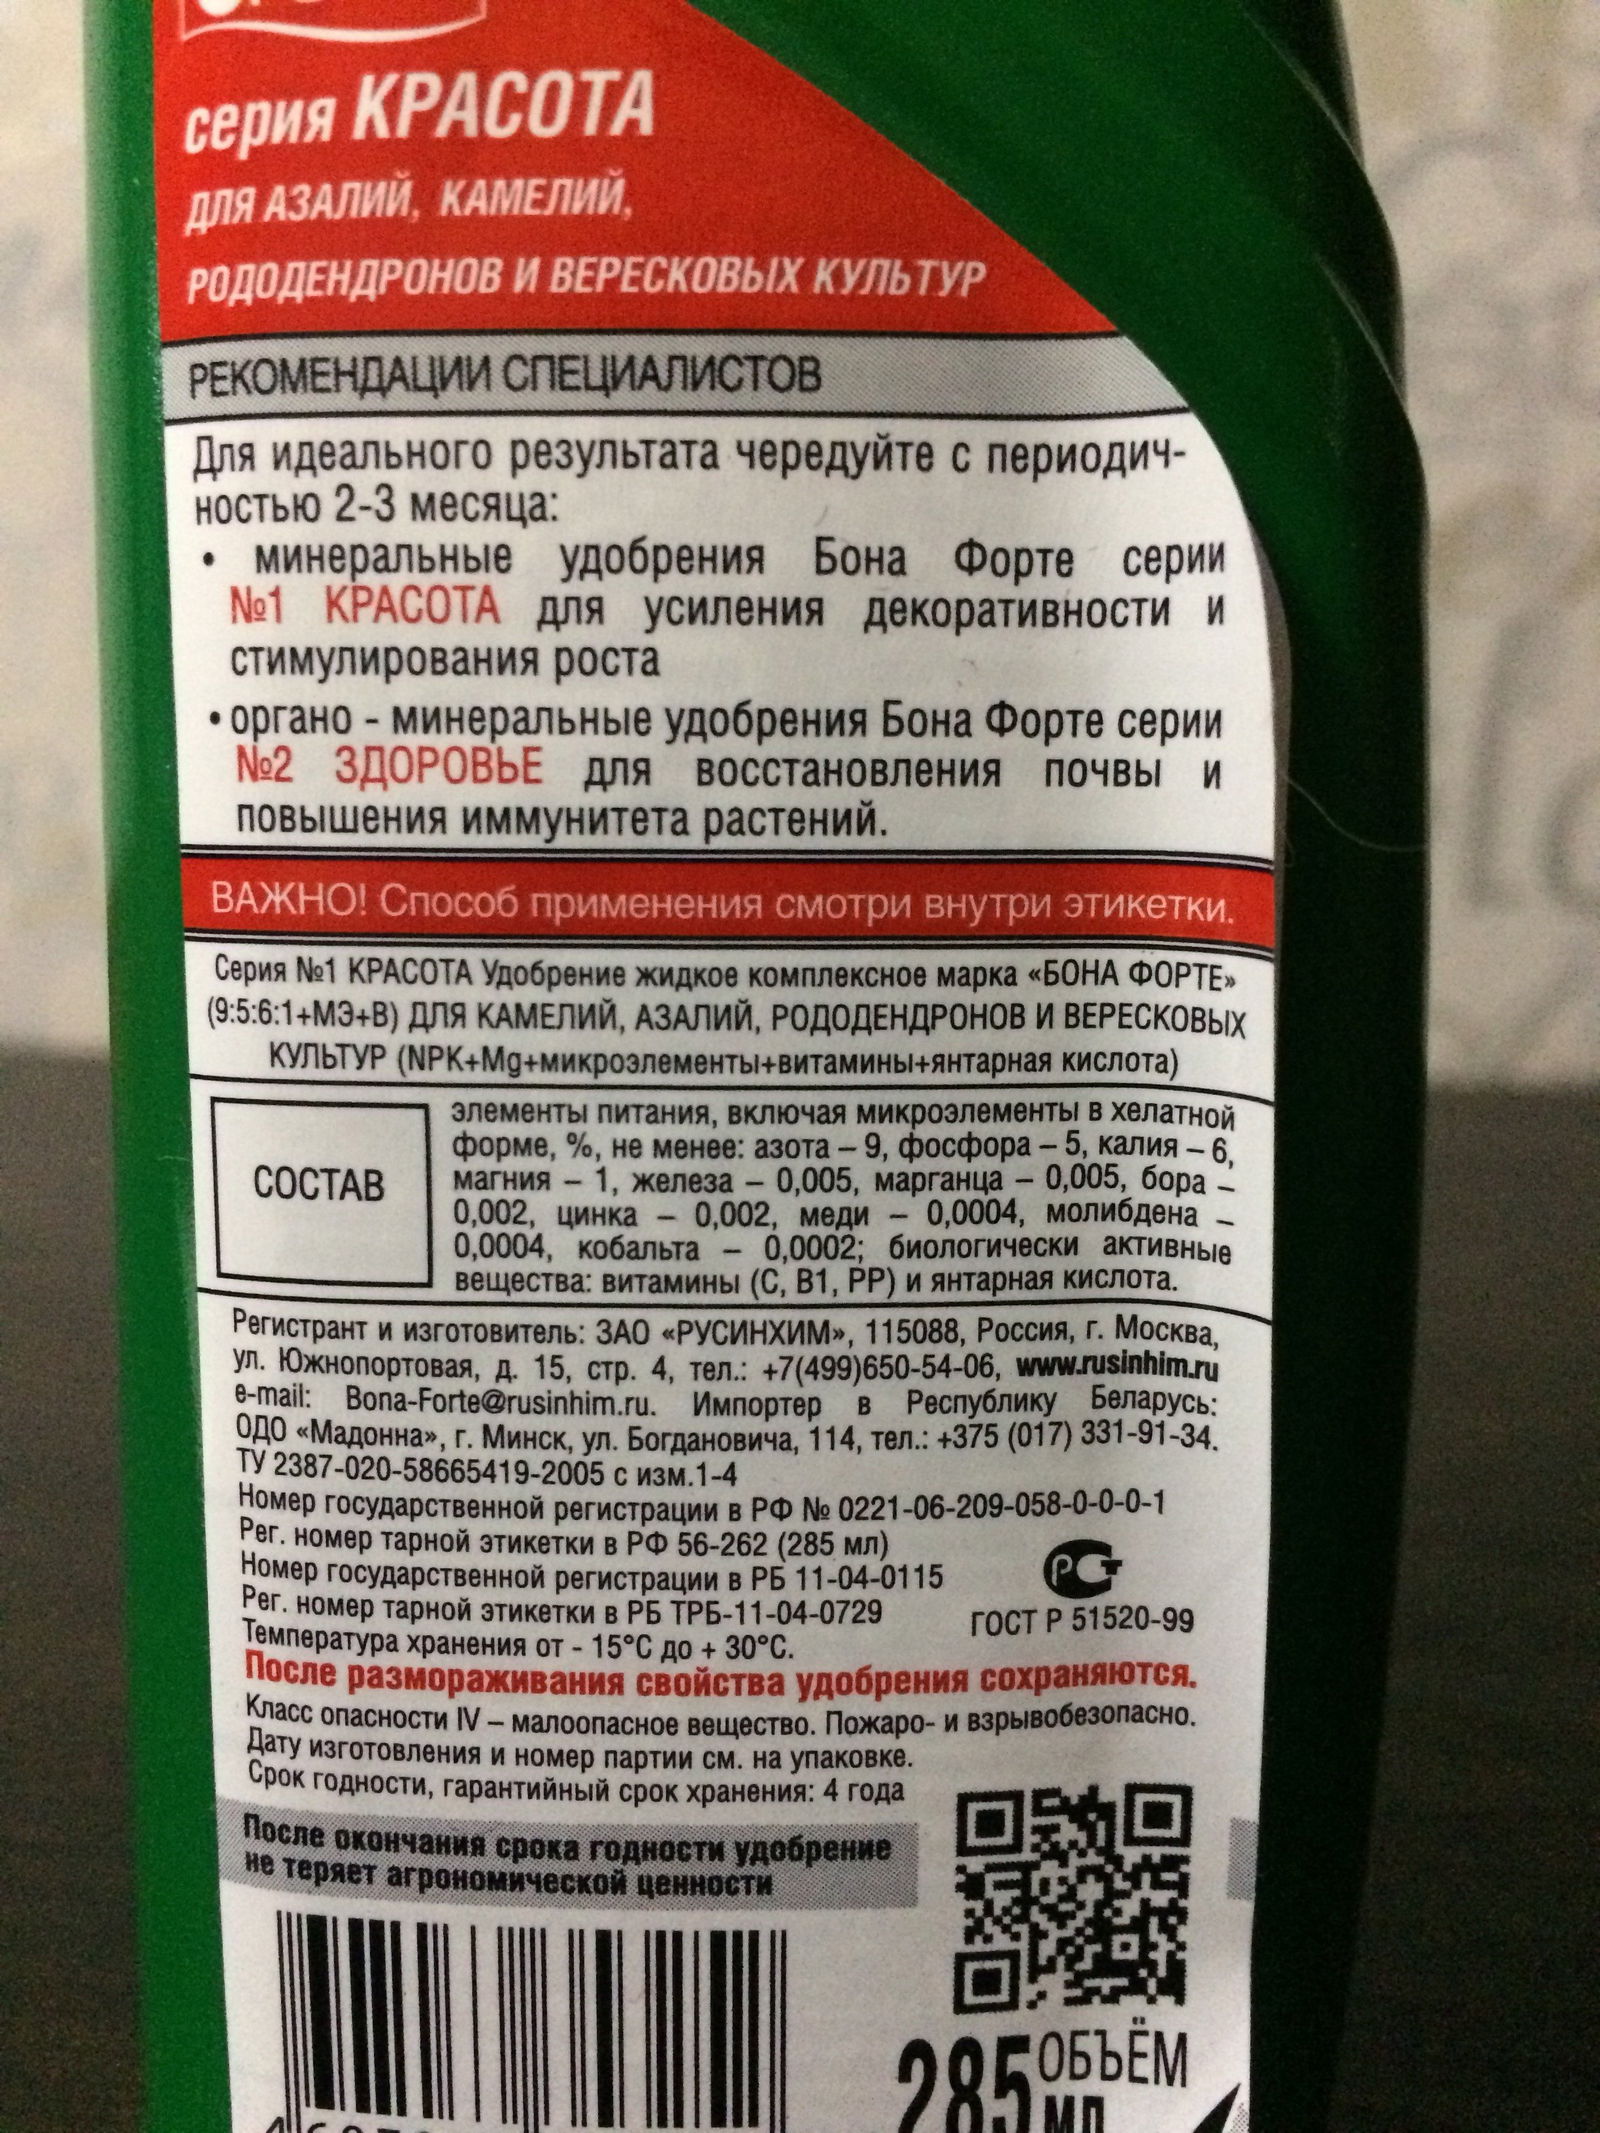 серия КРАСОТА
ДЛЯ АЗАЛИЙ, КАМЕЛИЙ,
РОДОДЕНДРОНОВ И ВЕРЕСКОВЫХ КУЛЬТУР
РЕКОМЕНДАЦИИ СПЕЦИАЛИСТОВ
Для идеального результата чередуйте с периодич-
ностью 2-3 месяца:
• минеральные удобрения Бона Форте серии
№1 КРАСОТА для усиления декоративности и
стимулирования роста
• органо - минеральные удобрения Бона Форте серии
№2 ЗДОРОВЬЕ для восстановления почвы и
повышения иммунитета растений.
ВАЖНО! Способ применения смотри внутри этикетки.
Серия №1 КРАСОТА Удобрение жидкое комплексное марка «БОНА ФОРТЕ»
(9:5:6:1+МЭ+В) ДЛЯ КАМЕЛИЙ, АЗАЛИЙ, РОДОДЕНДРОНОВ И ВЕРЕСКОВЫХ
КУЛЬТУР (NPK+Mg+микроэлементы+витамины+янтарная кислота)
СОСТАВ
элементы питания, включая микроэлементы в хелатной
форме, %, не менее: азота – 9, фосфора – 5, калия – 6,
магния – 1, железа – 0,005, марганца – 0,005, бора –
0,002, цинка – 0,002, меди – 0,0004, молибдена –
0,0004, кобальта – 0,0002; биологически активные
вещества: витамины (С, В1, РР) и янтарная кислота.
Регистрант и изготовитель: ЗАО «РУСИНХИМ», 115088, Россия, г. Москва,
ул. Южнопортовая, д. 15, стр. 4, тел.: +7(499)650-54-06, www.rusinhim.ru
e-mail: Bona-Forte@rusinhim.ru. Импортер в Республику Беларусь:
ОДО «Мадонна», г. Минск, ул. Богдановича, 114, тел.: +375 (017) 331-91-34.
ТУ 2387-020-58665419-2005 с изм.1-4
Номер государственной регистрации в РФ № 0221-06-209-058-0-0-0-1
Рег. номер тарной этикетки в РФ 56-262 (285 мл)
Номер государственной регистрации в РБ 11-04-0115
Рег. номер тарной этикетки в РБ ТРБ-11-04-0729
РСТ
ГОСТ Р 51520-99
Температура хранения от - 15°С до + 30°С.
После размораживания свойства удобрения сохраняются.
Класс опасности IV – малоопасное вещество. Пожаро- и взрывобезопасно.
Дату изготовления и номер партии см. на упаковке.
Срок годности, гарантийный срок хранения: 4 года
После окончания срока годности удобрение
не теряет агрономической ценности
285 ОБЪЁМ
МЛ